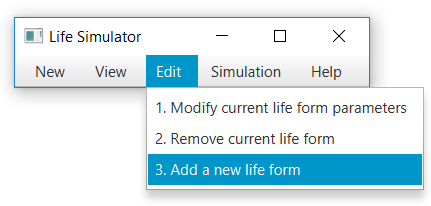 Life Simulator
New View Edit Simulation Help
1. Modify current life form parameters
2. Remove current life form
3. Add a new life form